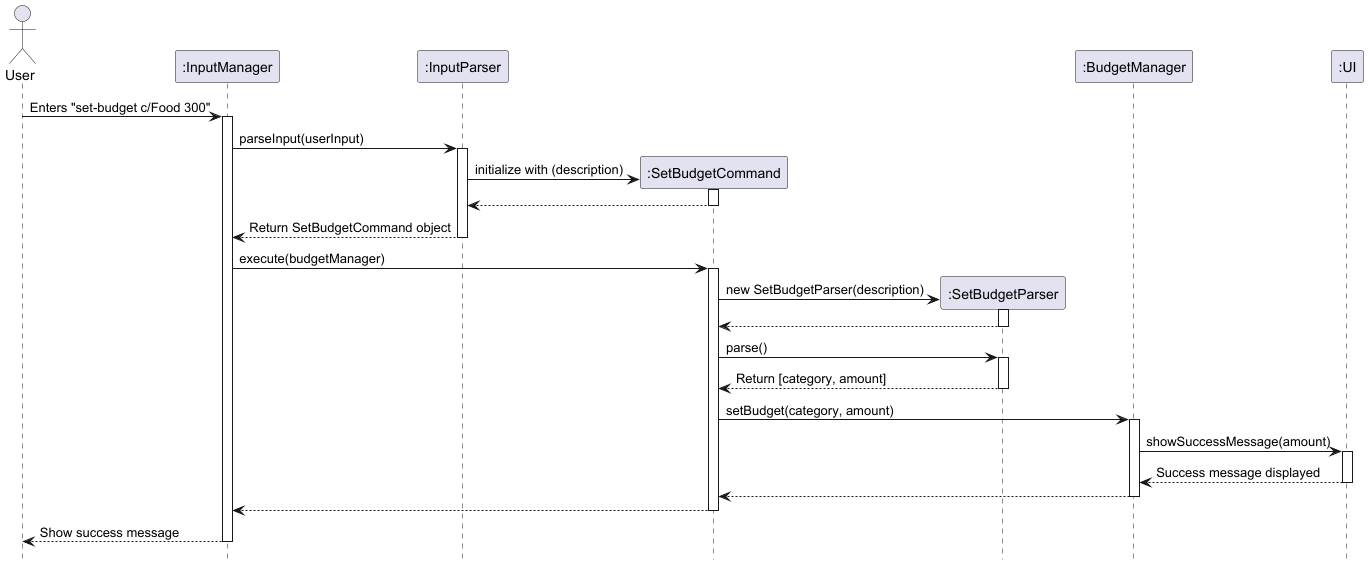 User
:InputManager
:InputParser
:BudgetManager
:UI
Enters "set-budget c/Food 300"
parseInput(userInput)
initialize with (description)
:SetBudgetCommand
Return SetBudgetCommand object
execute(budgetManager)
new SetBudgetParser(description)
:SetBudgetParser
parse()
Return [category, amount]
setBudget(category, amount)
showSuccessMessage(amount)
Success message displayed
Show success message